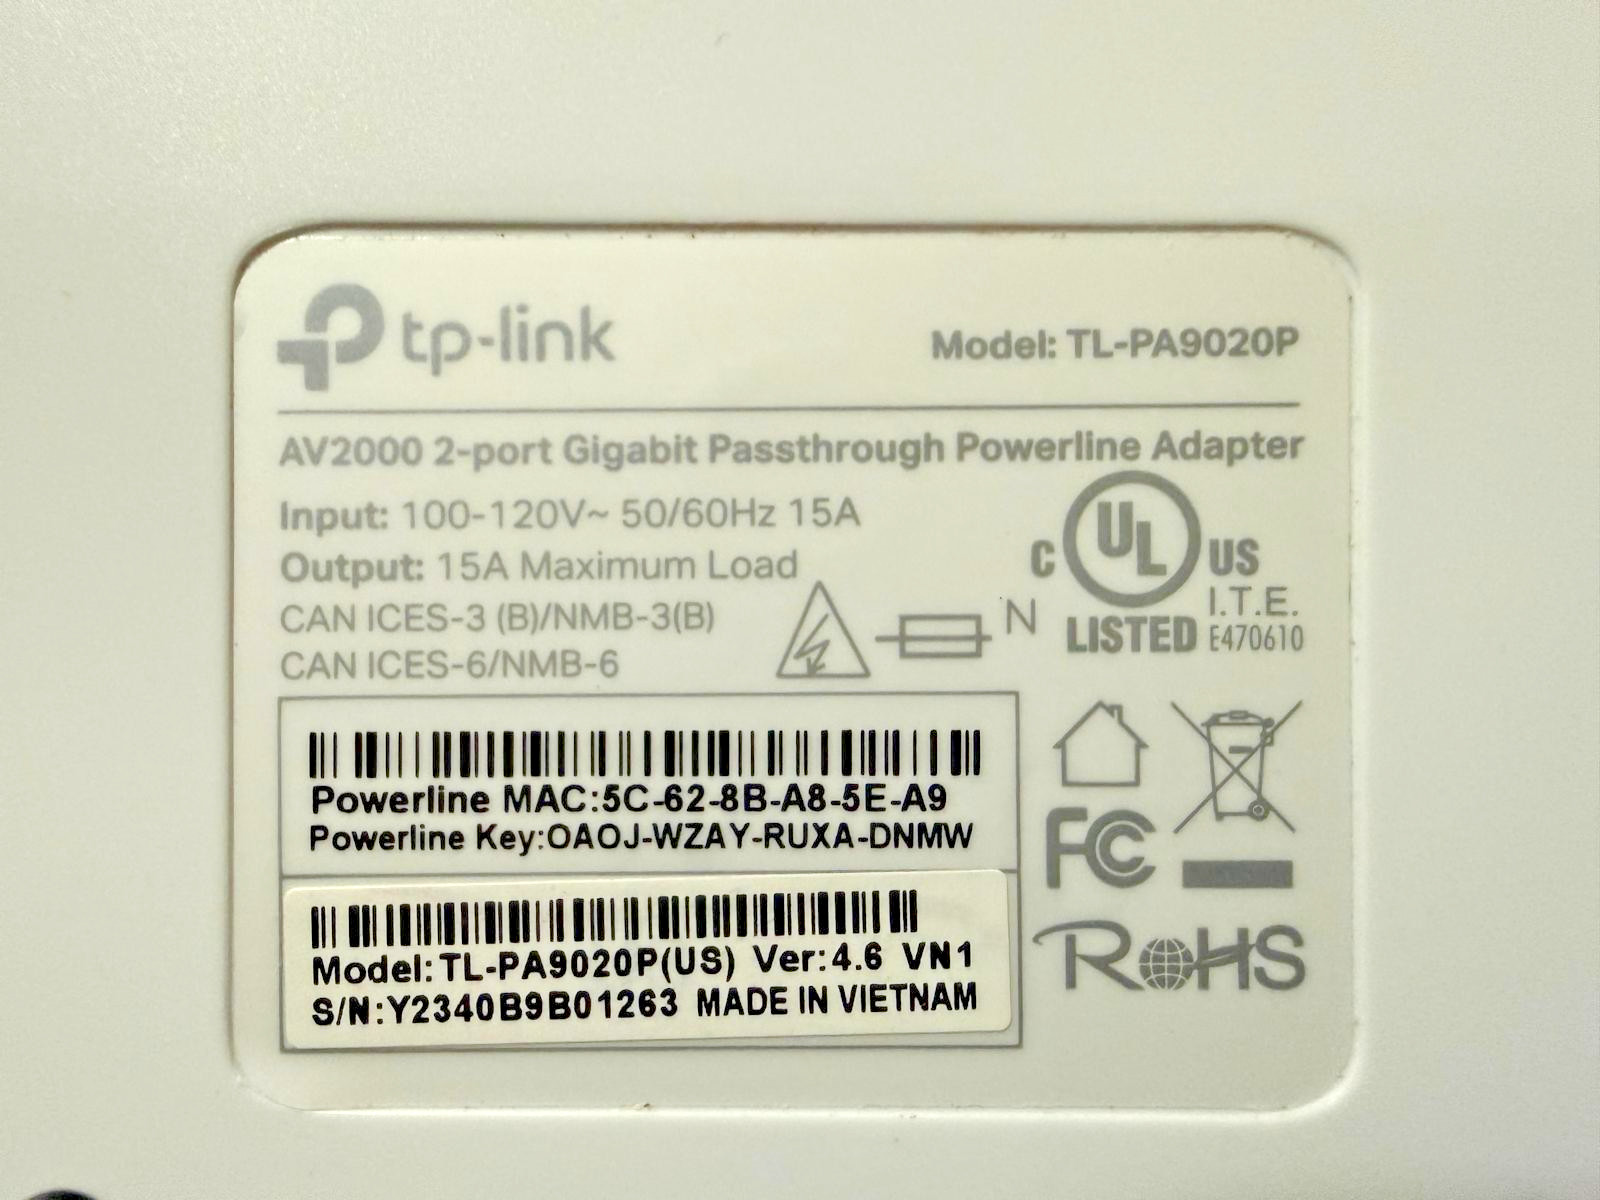 tp-link
Model: TL-PA9020P
AV2000 2-port Gigabit Passthrough Powerline Adapter
Input: 100-120V~ 50/60Hz 15A
Output: 15A Maximum Load
CAN ICES-3 (B)/NMB-3(B)
CAN ICES-6/NMB-6
N
C UL US
LISTED
I.T.E.
E470610
Powerline MAC:5C-62-8B-A8-5E-A9
Powerline Key:OAOJ-WZAY-RUXA-DNMW
FC
Model:TL-PA9020P(US) Ver:4.6 VN1
S/N:Y2340B9B01263 MADE IN VIETNAM
RoHS